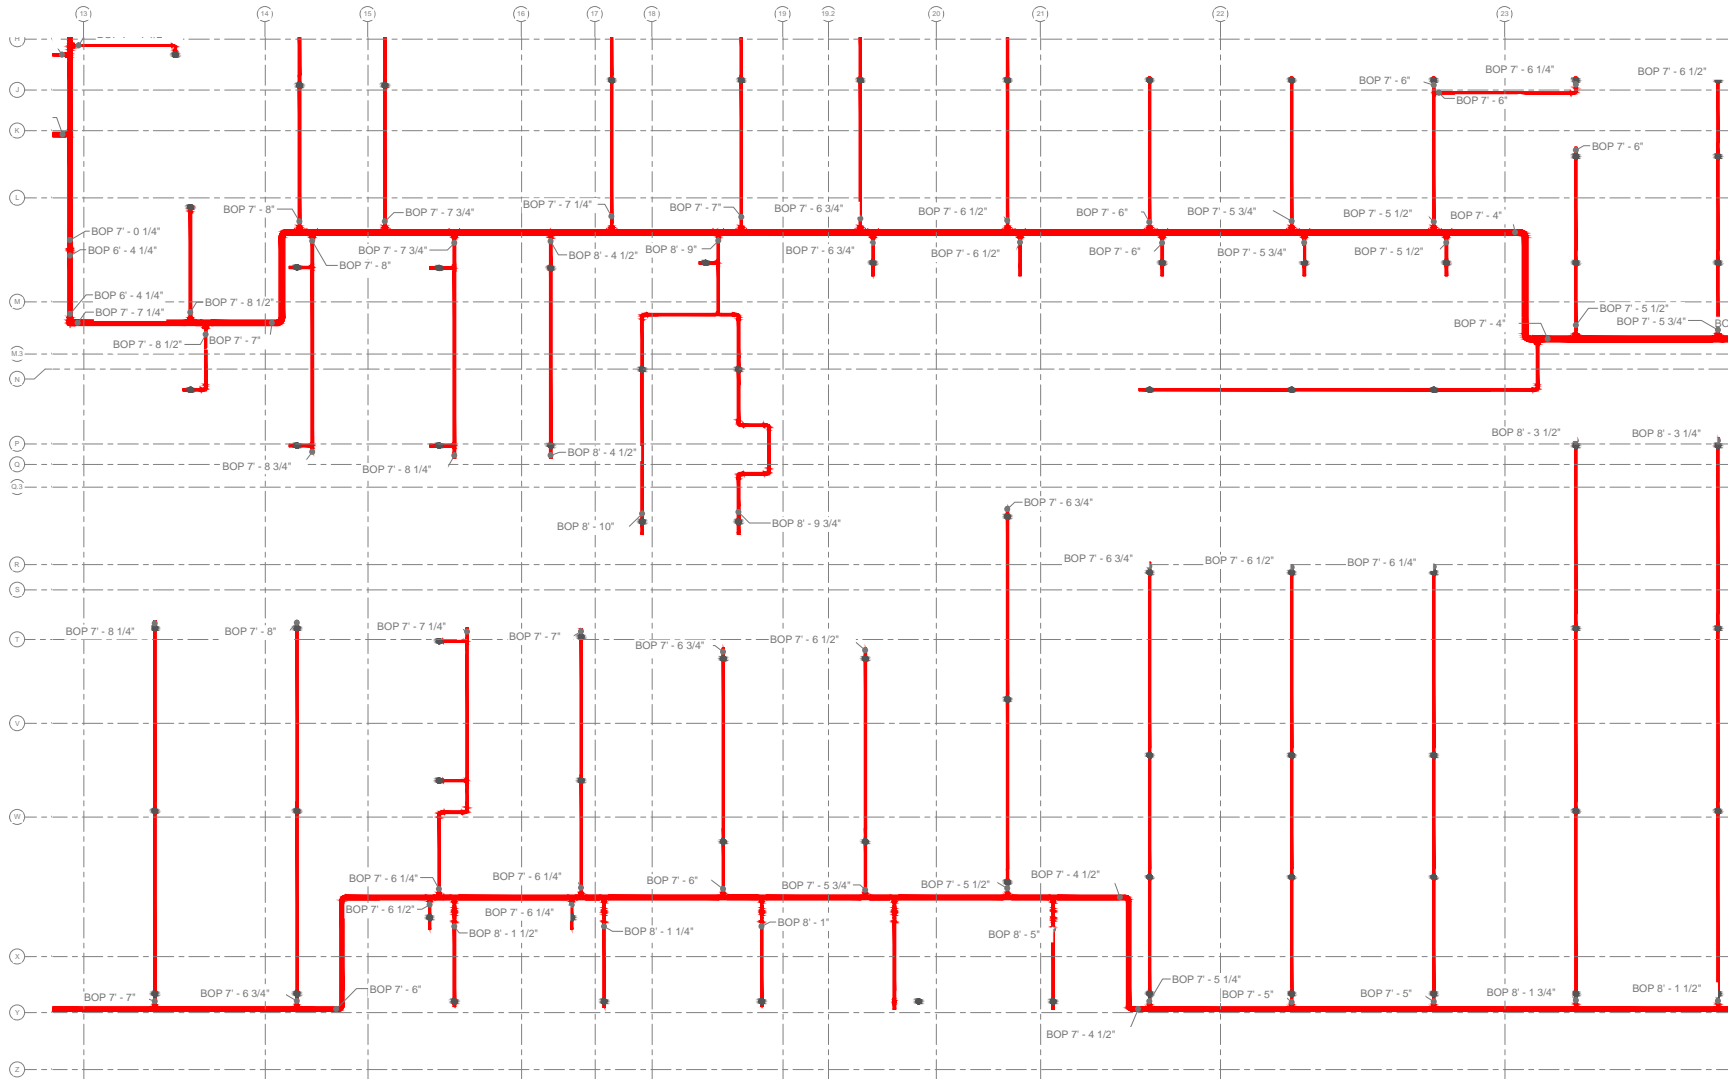 13 14 15 16 17 18 19 19.2 20 21 22 23
H
J
BOP 7' - 6"
BOP 7' - 6 1/4"
BOP 7' - 6 1/2"
BOP 7' - 6"
K
BOP 7' - 6"
L
BOP 7' - 8"
BOP 7' - 7 3/4"
BOP 7' - 7 1/4"
BOP 7' - 7"
BOP 7' - 6 3/4"
BOP 7' - 6 1/2"
BOP 7' - 6"
BOP 7' - 5 3/4"
BOP 7' - 5 1/2"
BOP 7' - 4"
BOP 7' - 0 1/4"
BOP 6' - 4 1/4"
BOP 7' - 8"
BOP 7' - 7 3/4"
BOP 8' - 4 1/2"
BOP 8' - 9"
BOP 7' - 6 3/4"
BOP 7' - 6 1/2"
BOP 7' - 6"
BOP 7' - 5 3/4"
BOP 7' - 5 1/2"
BOP 6' - 4 1/4"
BOP 7' - 8 1/2"
M
BOP 7' - 7 1/4"
BOP 7' - 5 1/2"
BOP 7' - 4"
BOP 7' - 5 3/4"
BOP 7' - 8 1/2"
BOP 7' - 7"
M.3
N
P
BOP 8' - 3 1/2"
BOP 8' - 3 1/4"
BOP 7' - 8 3/4"
BOP 7' - 8 1/4"
BOP 8' - 4 1/2"
Q
Q.3
BOP 7' - 6 3/4"
BOP 8' - 10"
BOP 8' - 9 3/4"
R
BOP 7' - 6 3/4"
BOP 7' - 6 1/2"
BOP 7' - 6 1/4"
S
BOP 7' - 8 1/4"
BOP 7' - 8"
BOP 7' - 7 1/4"
BOP 7' - 7"
BOP 7' - 6 3/4"
BOP 7' - 6 1/2"
T
V
W
BOP 7' - 6 1/4"
BOP 7' - 6 1/4"
BOP 7' - 6"
BOP 7' - 5 3/4"
BOP 7' - 5 1/2"
BOP 7' - 4 1/2"
BOP 7' - 6 1/2"
BOP 7' - 6 1/4"
BOP 8' - 1 1/2"
BOP 8' - 1 1/4"
BOP 8' - 1"
BOP 8' - 5"
X
BOP 7' - 7"
BOP 7' - 6 3/4"
BOP 7' - 6"
BOP 7' - 5 1/4"
BOP 7' - 5"
BOP 7' - 5"
BOP 8' - 1 3/4"
BOP 8' - 1 1/2"
Y
BOP 7' - 4 1/2"
Z